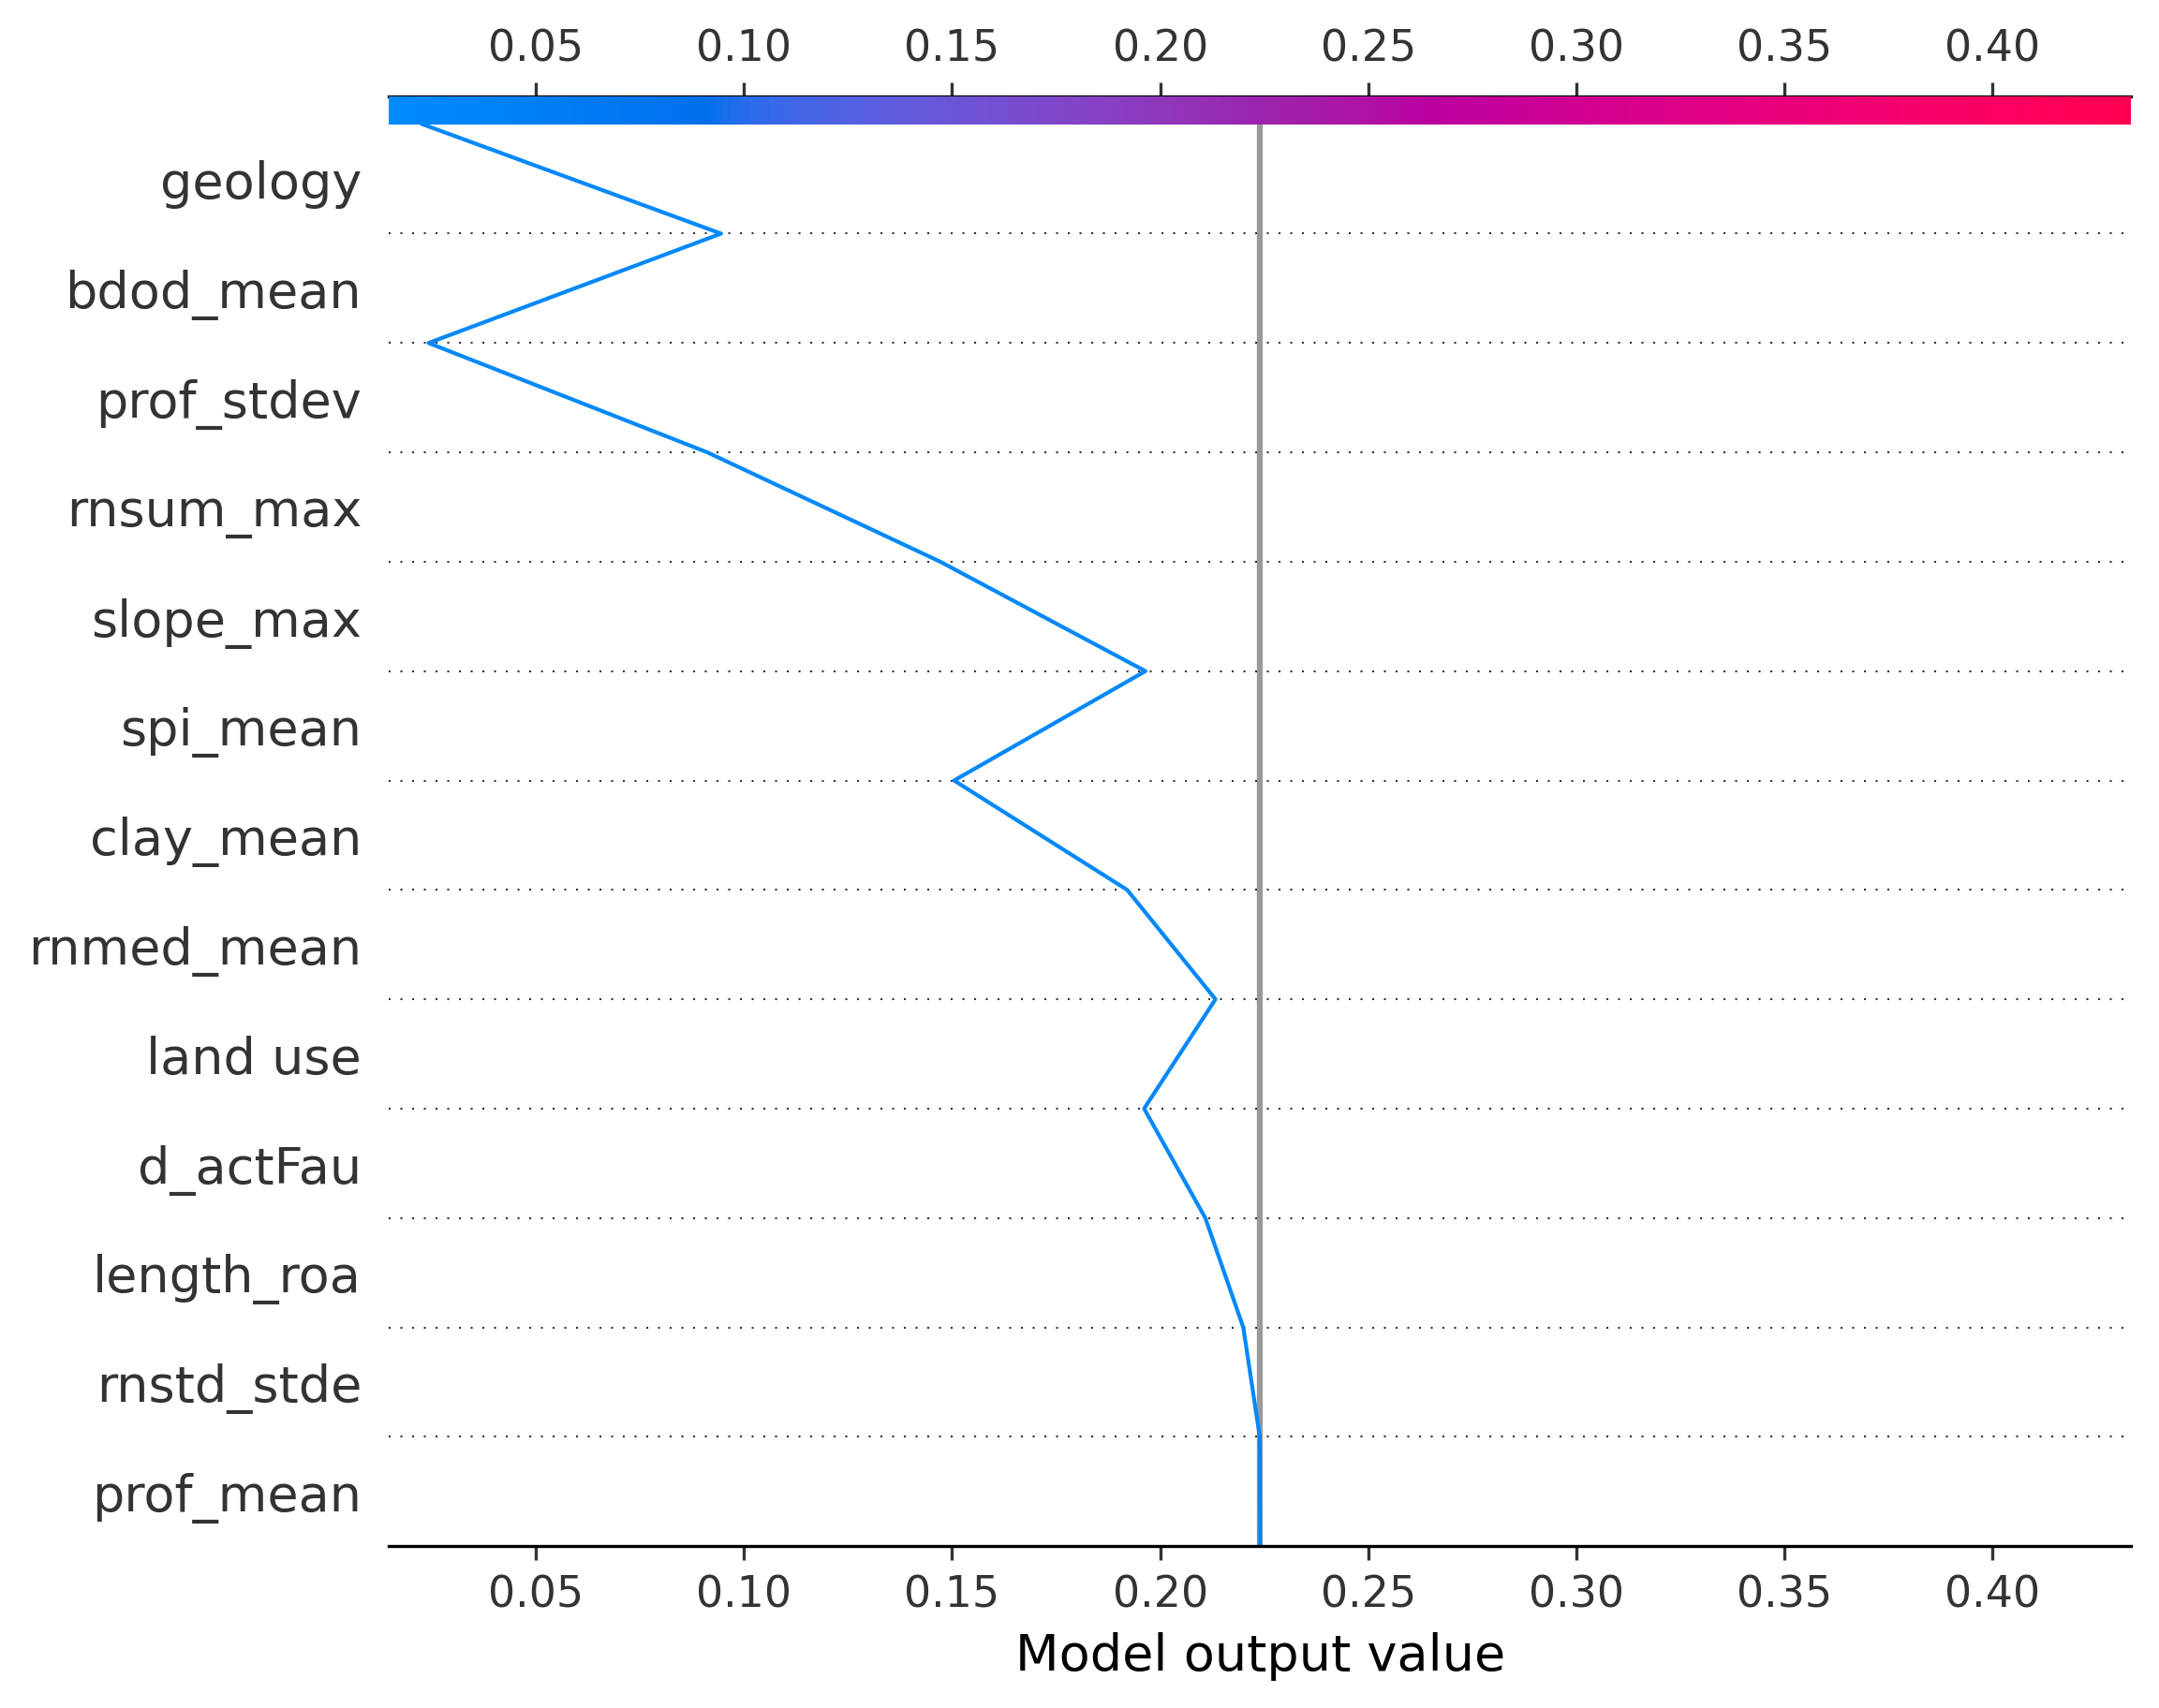 0.05 0.10 0.15 0.20 0.25 0.30 0.35 0.40
geology
bdod_mean
prof_stdev
rnsum_max
slope_max
spi_mean
clay_mean
rnmed_mean
land use
d_actFau
length_roa
rnstd_stde
prof_mean
0.05 0.10 0.15 0.20 0.25 0.30 0.35 0.40
Model output value